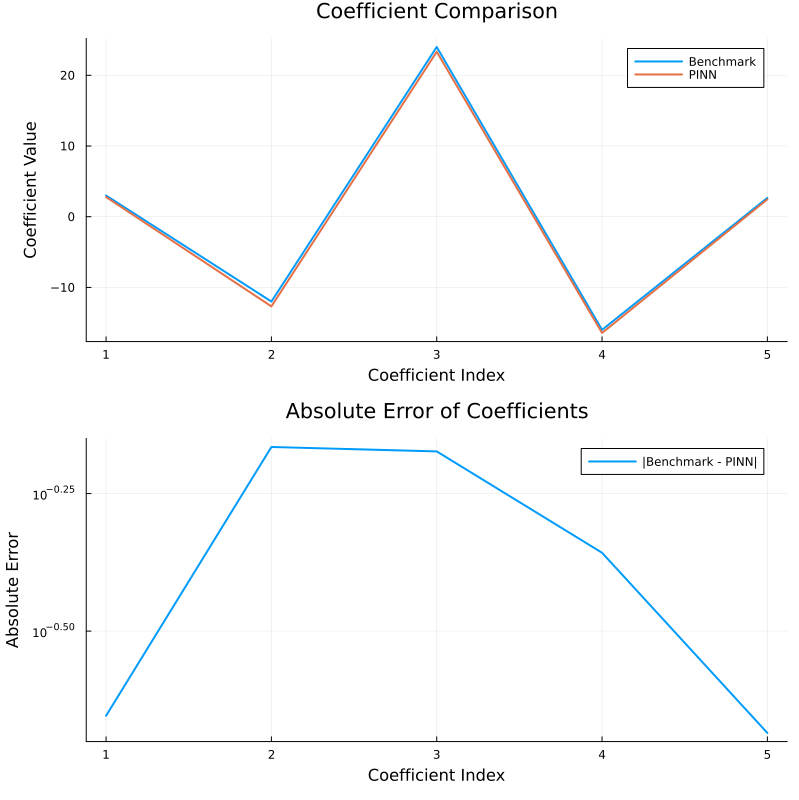 Coefficient Comparison
Benchmark
PINN
Coefficient Value
20
10
0
−10
1 2 3 4 5
Coefficient Index
Absolute Error of Coefficients
|Benchmark - PINN|
Absolute Error
10^−0.25
10^−0.50
1 2 3 4 5
Coefficient Index